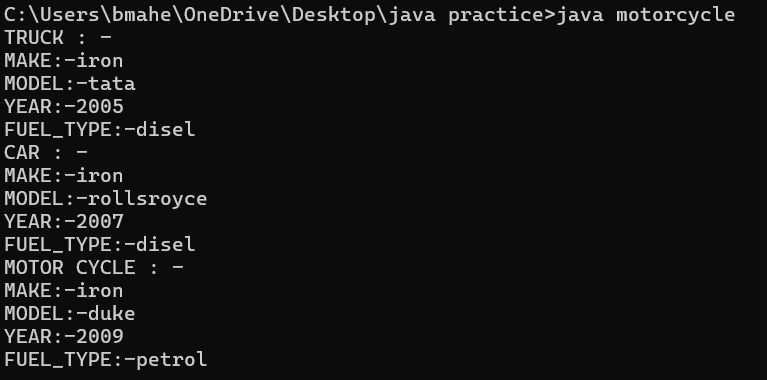 C:\Users\bmahe\OneDrive\Desktop\java practice>java motorcycle
TRUCK : -
MAKE:-iron
MODEL:-tata
YEAR:-2005
FUEL_TYPE:-disel
CAR : -
MAKE:-iron
MODEL:-rollsroyce
YEAR:-2007
FUEL_TYPE:-disel
MOTOR CYCLE : -
MAKE:-iron
MODEL:-duke
YEAR:-2009
FUEL_TYPE:-petrol